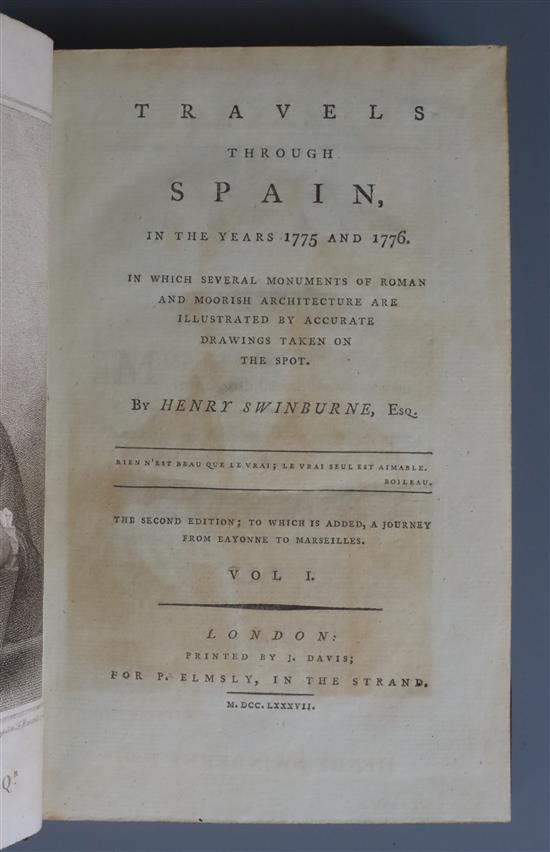 TRAVELS
THROUGH
SPAIN,
IN THE YEARS 1775 AND 1776.
IN WHICH SEVERAL MONUMENTS OF ROMAN
AND MOORISH ARCHITECTURE ARE
ILLUSTRATED BY ACCURATE
DRAWINGS TAKEN ON
THE SPOT.
By HENRY SWINBURNE, Esq.
RIEN N'EST BEAU QUE LE VRAI; LE VRAI SEUL EST AIMABLE.
BOILEAU.
THE SECOND EDITION; TO WHICH IS ADDED, A JOURNEY
FROM BAYONNE TO MARSEILLES.
VOL I.
LONDON:
PRINTED BY J. DAVIS;
FOR P. ELMSLY, IN THE STRAND.
M.DCC.LXXXVII.